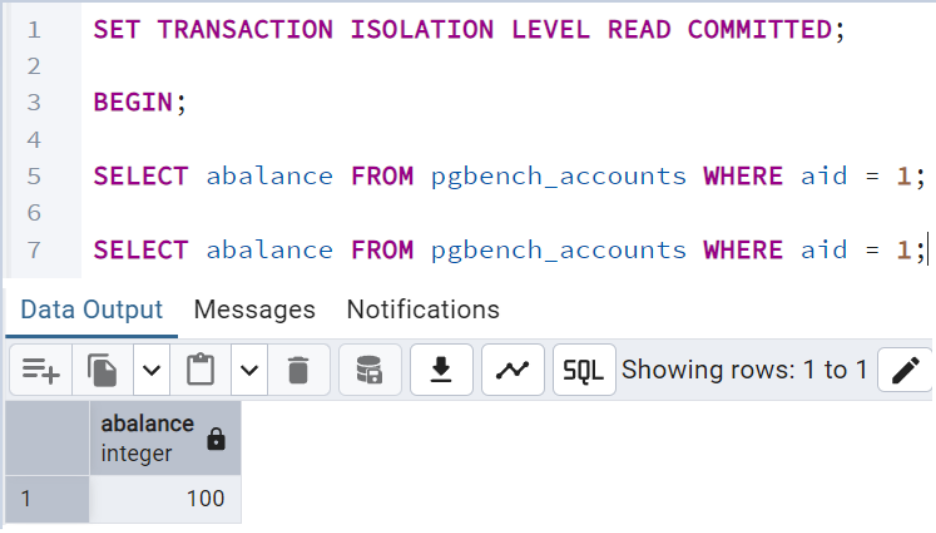 1 SET TRANSACTION ISOLATION LEVEL READ COMMITTED;
2
3 BEGIN;
4
5 SELECT abalance FROM pgbench_accounts WHERE aid = 1;
6
7 SELECT abalance FROM pgbench_accounts WHERE aid = 1;
Data Output Messages Notifications
SQL Showing rows: 1 to 1
abalance
integer
1 100